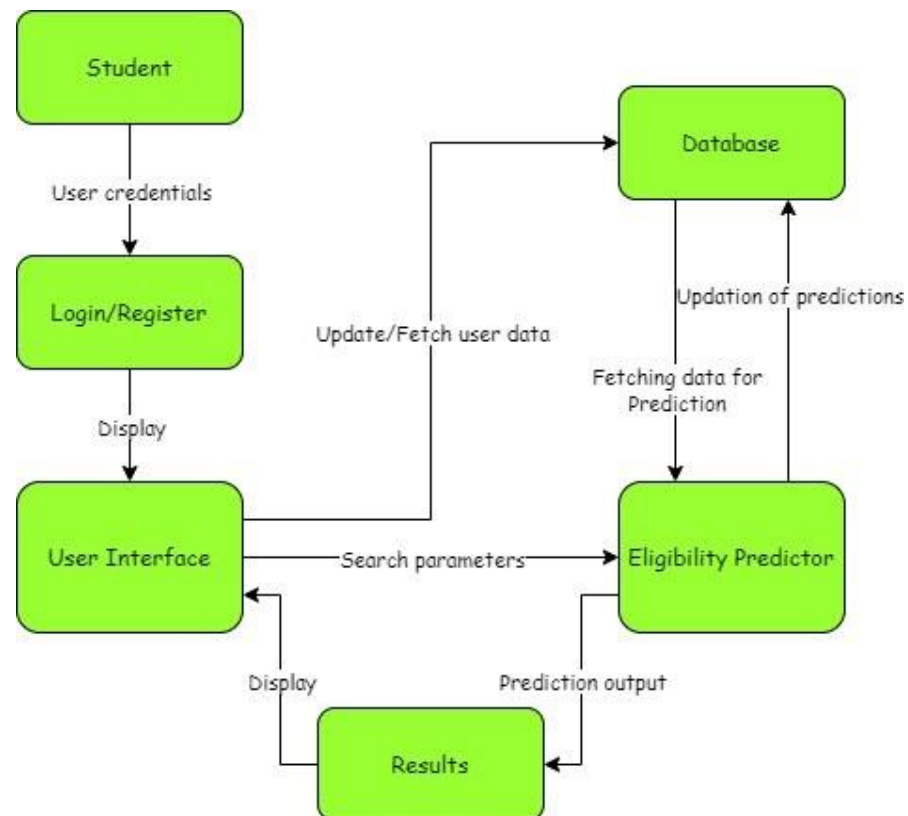 Student
Database
User credentials
Login/Register
Updation of predictions
Update/Fetch user data
Fetching data for
Prediction
Display
User Interface
Search parameters
Eligibility Predictor
Display
Prediction output
Results